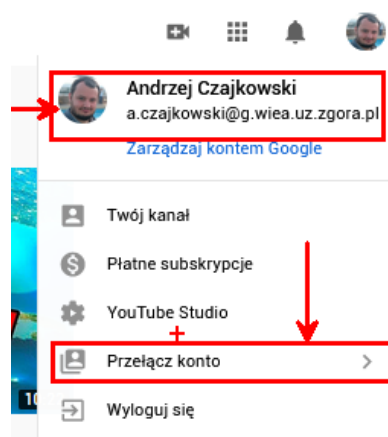 Andrzej Czajkowski
a.czajkowski@g.wiea.uz.zgora.pl
Zarządzaj kontem Google
Twój kanał
Płatne subskrypcje
YouTube Studio
Przełącz konto
Wyloguj się